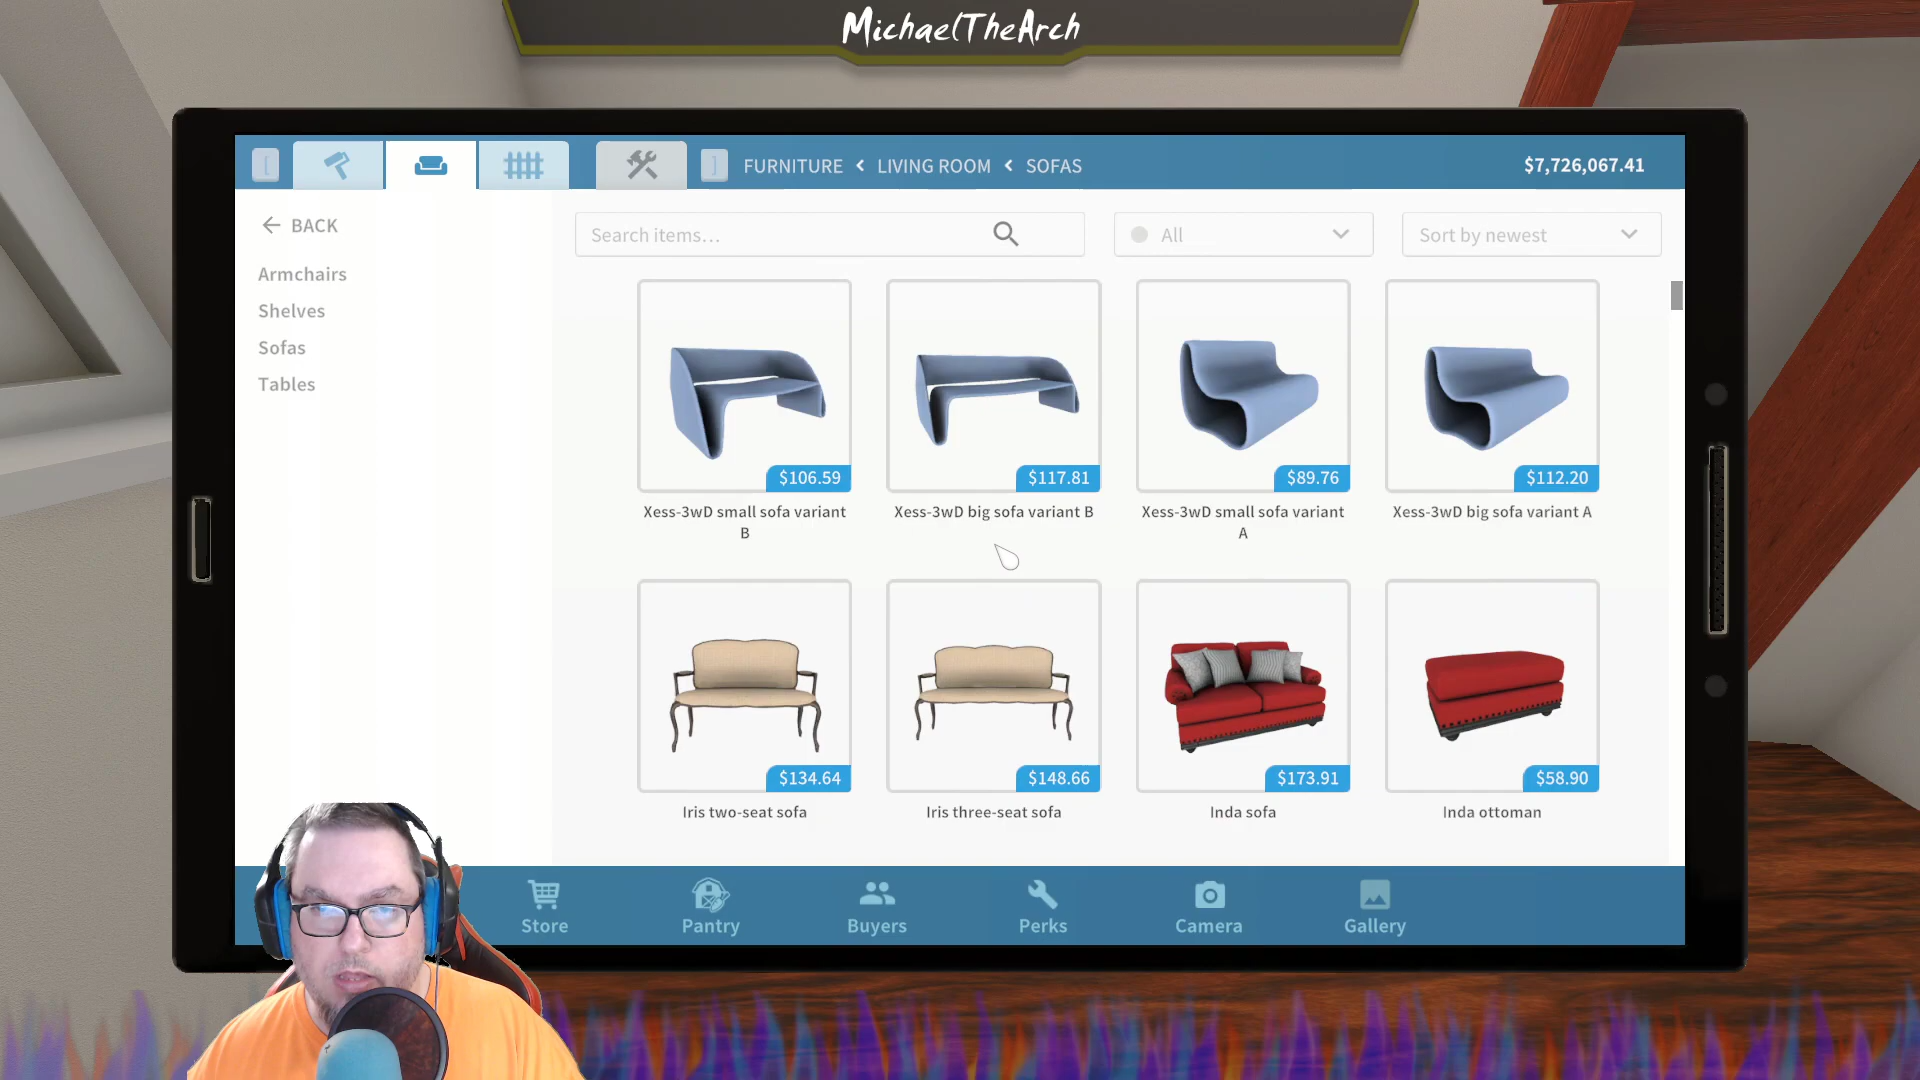 MichaelTheArch
[ ] FURNITURE < LIVING ROOM < SOFAS $7,726,067.41
BACK
Armchairs
Shelves
Sofas
Tables
Search items...
All
Sort by newest
$106.59
$117.81
$89.76
$112.20
Xess-3wD small sofa variant
B
Xess-3wD big sofa variant B
Xess-3wD small sofa variant
A
Xess-3wD big sofa variant A
$134.64
$148.66
$173.91
$58.90
Iris two-seat sofa
Iris three-seat sofa
Inda sofa
Inda ottoman
Store
Pantry
Buyers
Perks
Camera
Gallery